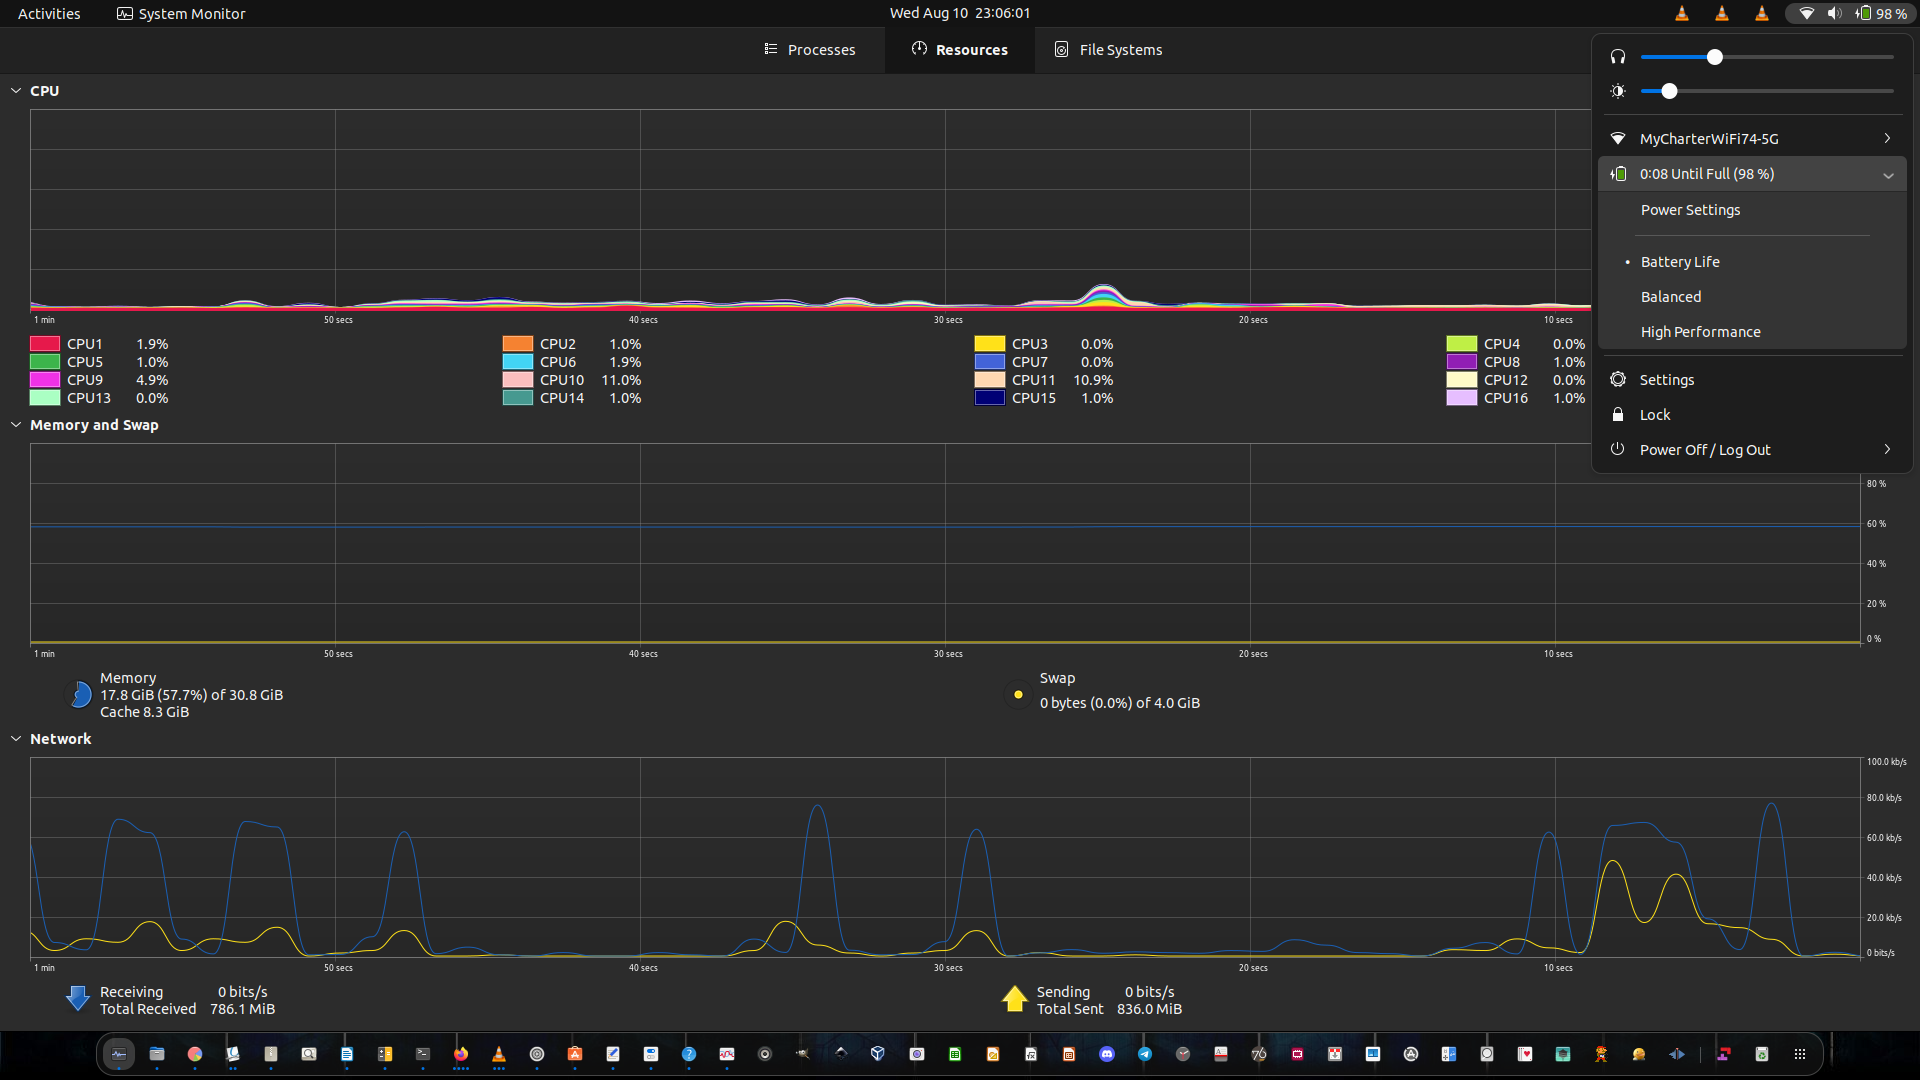 Activities
System Monitor
Wed Aug 10 23:06:01
98 %
Processes
Resources
File Systems
CPU
1 min
50 secs
40 secs
30 secs
20 secs
10 secs
CPU1 1.9%
CPU2 1.0%
CPU3 0.0%
CPU4 0.0%
CPU5 1.0%
CPU6 1.9%
CPU7 0.0%
CPU8 1.0%
CPU9 4.9%
CPU10 11.0%
CPU11 10.9%
CPU12 0.0%
CPU13 0.0%
CPU14 1.0%
CPU15 1.0%
CPU16 1.0%
MyCharterWiFi74-5G
0:08 Until Full (98 %)
Power Settings
Battery Life
Balanced
High Performance
Settings
Lock
Power Off / Log Out
Memory and Swap
80 %
60 %
40 %
20 %
0 %
1 min
50 secs
40 secs
30 secs
20 secs
10 secs
Memory
17.8 GiB (57.7%) of 30.8 GiB
Cache 8.3 GiB
Swap
0 bytes (0.0%) of 4.0 GiB
Network
100.0 kb/s
80.0 kb/s
60.0 kb/s
40.0 kb/s
20.0 kb/s
0 bits/s
1 min
50 secs
40 secs
30 secs
20 secs
10 secs
Receiving 0 bits/s
Total Received 786.1 MiB
Sending 0 bits/s
Total Sent 836.0 MiB
76